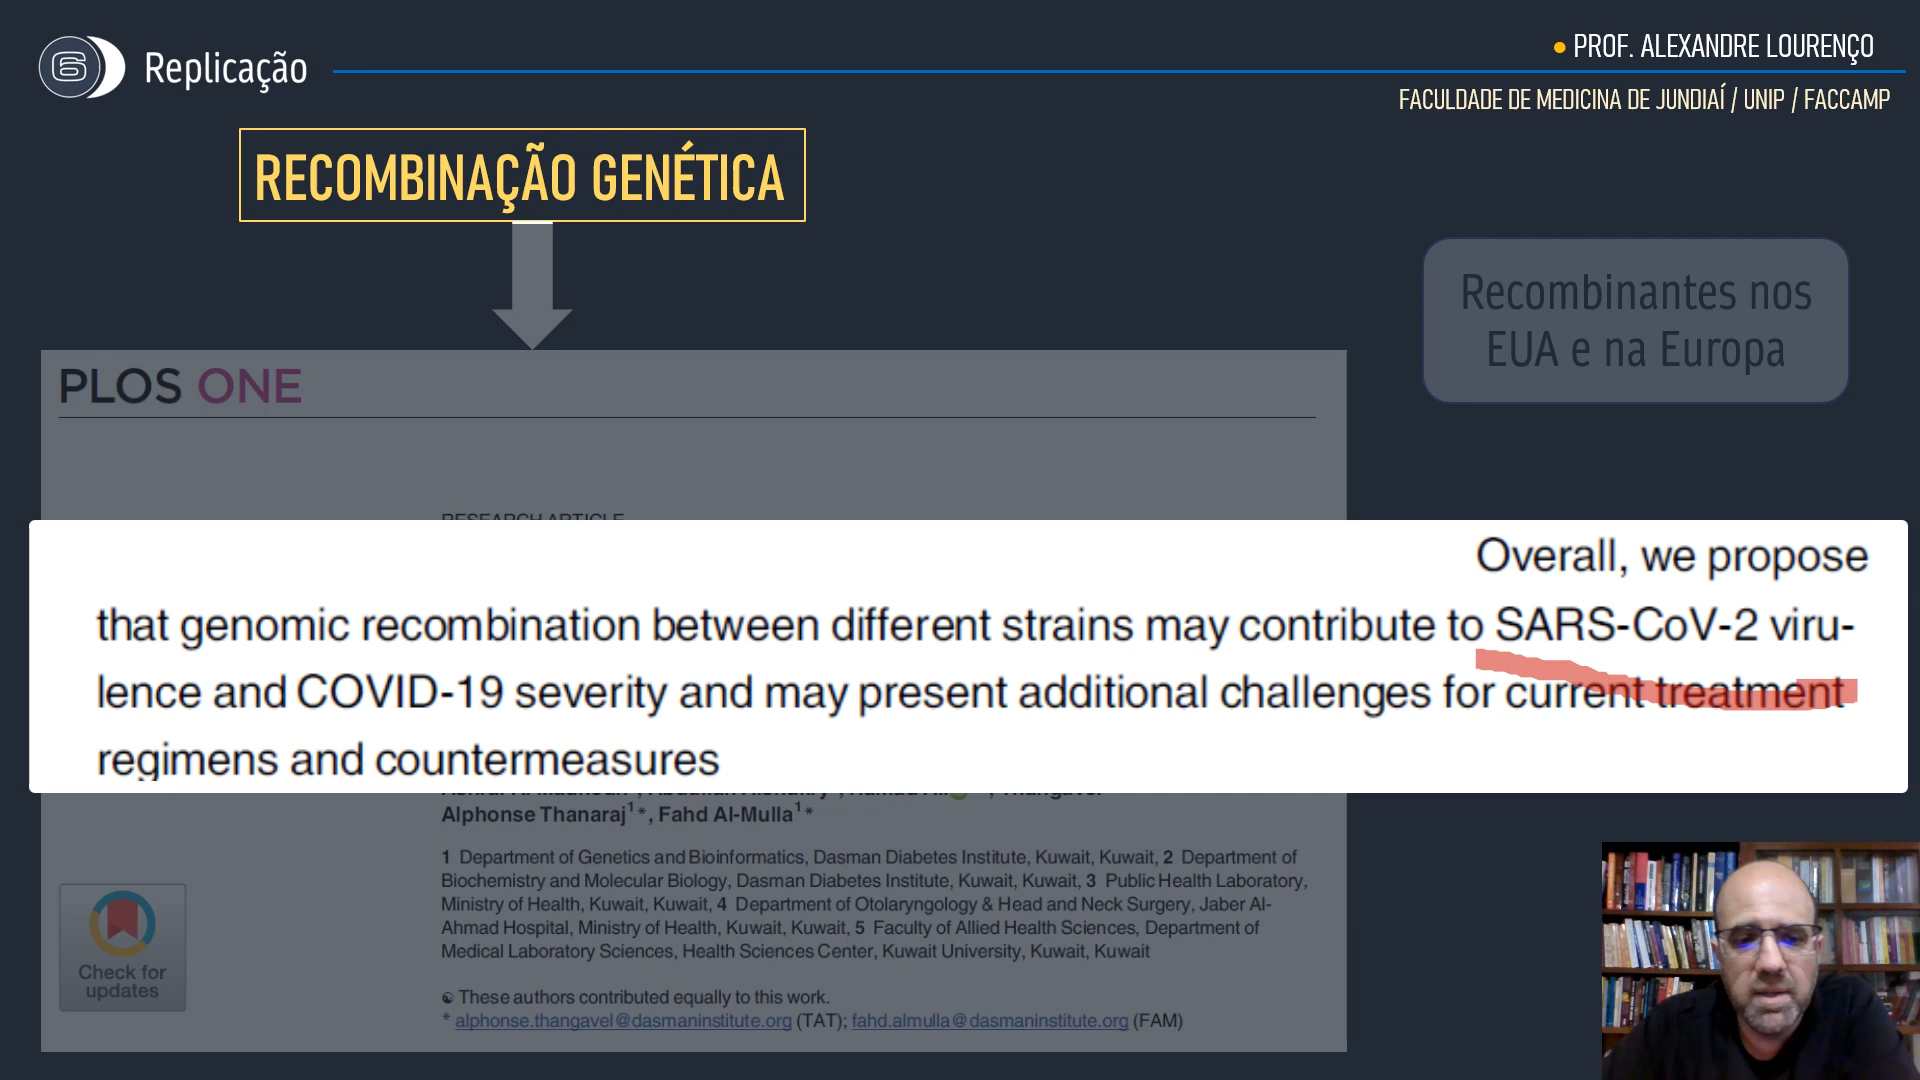 6 Replicação
PROF. ALEXANDRE LOURENÇO
FACULDADE DE MEDICINA DE JUNDIAÍ / UNIP / FACCAMP
RECOMBINAÇÃO GENÉTICA
Recombinantes nos
EUA e na Europa
PLOS ONE
RESEARCH ARTICLE
Overall, we propose
that genomic recombination between different strains may contribute to SARS-CoV-2 viru-
lence and COVID-19 severity and may present additional challenges for current treatment
regimens and countermeasures
Alphonse Thanaraj1*, Fahd Al-Mulla1*
1 Department of Genetics and Bioinformatics, Dasman Diabetes Institute, Kuwait, Kuwait, 2 Department of
Biochemistry and Molecular Biology, Dasman Diabetes Institute, Kuwait, Kuwait, 3 Public Health Laboratory,
Ministry of Health, Kuwait, Kuwait, 4 Department of Otolaryngology & Head and Neck Surgery, Jaber Al-
Ahmad Hospital, Ministry of Health, Kuwait, Kuwait, 5 Faculty of Allied Health Sciences, Department of
Medical Laboratory Sciences, Health Sciences Center, Kuwait University, Kuwait, Kuwait
Check for
updates
☯ These authors contributed equally to this work.
* alphonse.thangavel@dasmaninstitute.org (TAT); fahd.almulla@dasmaninstitute.org (FAM)